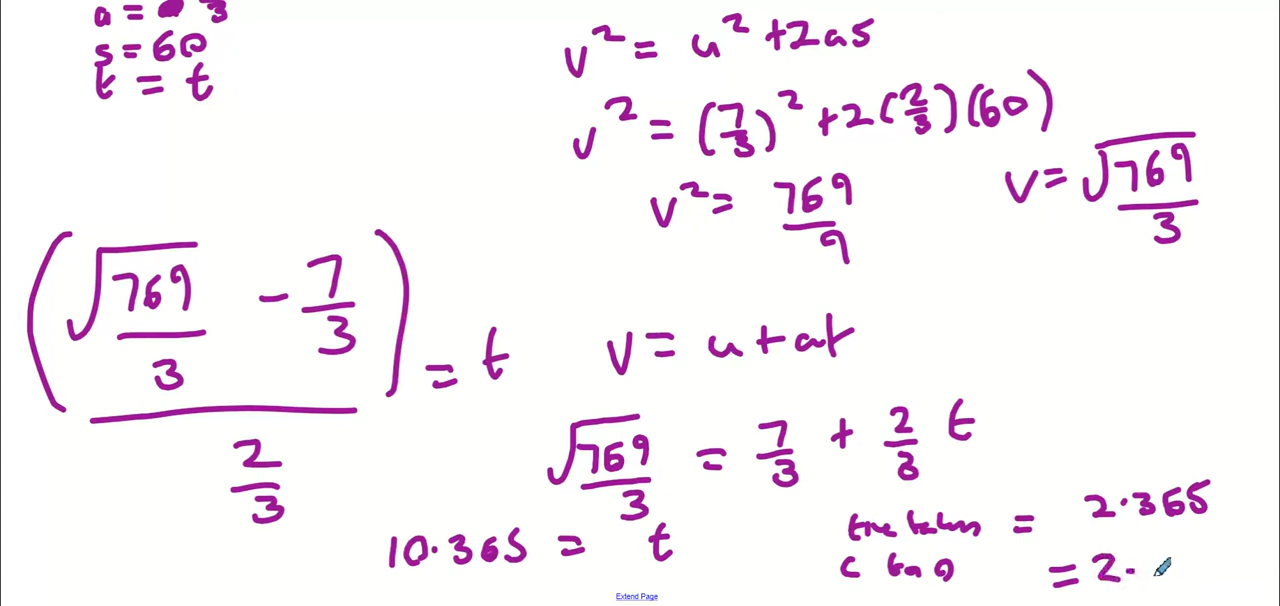 a = 3
s = 60
t = t
v² = u² + 2as
v² = (7/3)² + 2(2/3)(60)
v² = 769/9
v = √769/3
(√769/3 - 7/3)/(2/3) = t
v = u + at
√769/3 = 7/3 + 2/3 t
10.365 = t
= 2.365
= 2.
Extend Page